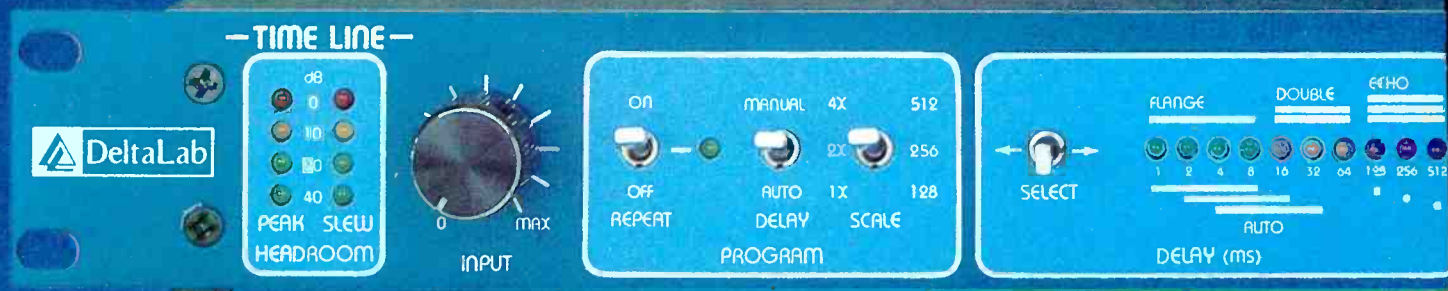 TIME LINE
DeltaLab
dB
0
10
20
40
PEAK SLEW
HEADROOM
0 MAX
INPUT
ON
OFF
REPEAT
MANUAL
AUTO
DELAY
4X 512
2X 256
1X 128
SCALE
PROGRAM
SELECT
FLANGE DOUBLE ECHO
1 2 4 8 16 32 64 128 256 512
AUTO
DELAY (MS)